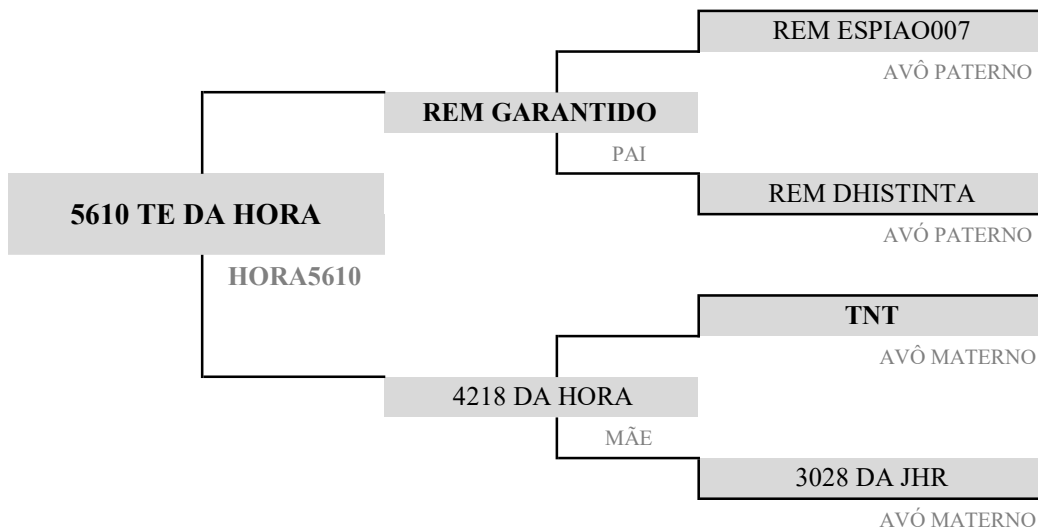 REM ESPIAO007
AVÔ PATERNO
REM GARANTIDO
PAI
REM DHISTINTA
AVÓ PATERNO
5610 TE DA HORA
HORA5610
TNT
AVÔ MATERNO
4218 DA HORA
MÃE
3028 DA JHR
AVÓ MATERNO